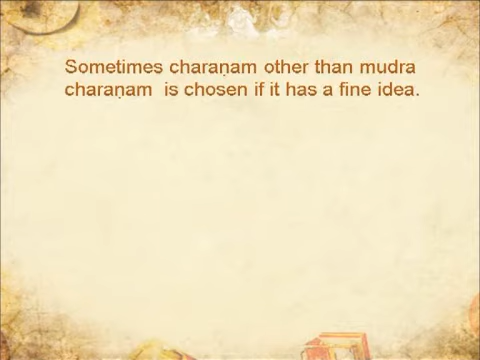 Sometimes charaṇam other than mudra
charaṇam  is chosen if it has a fine idea.